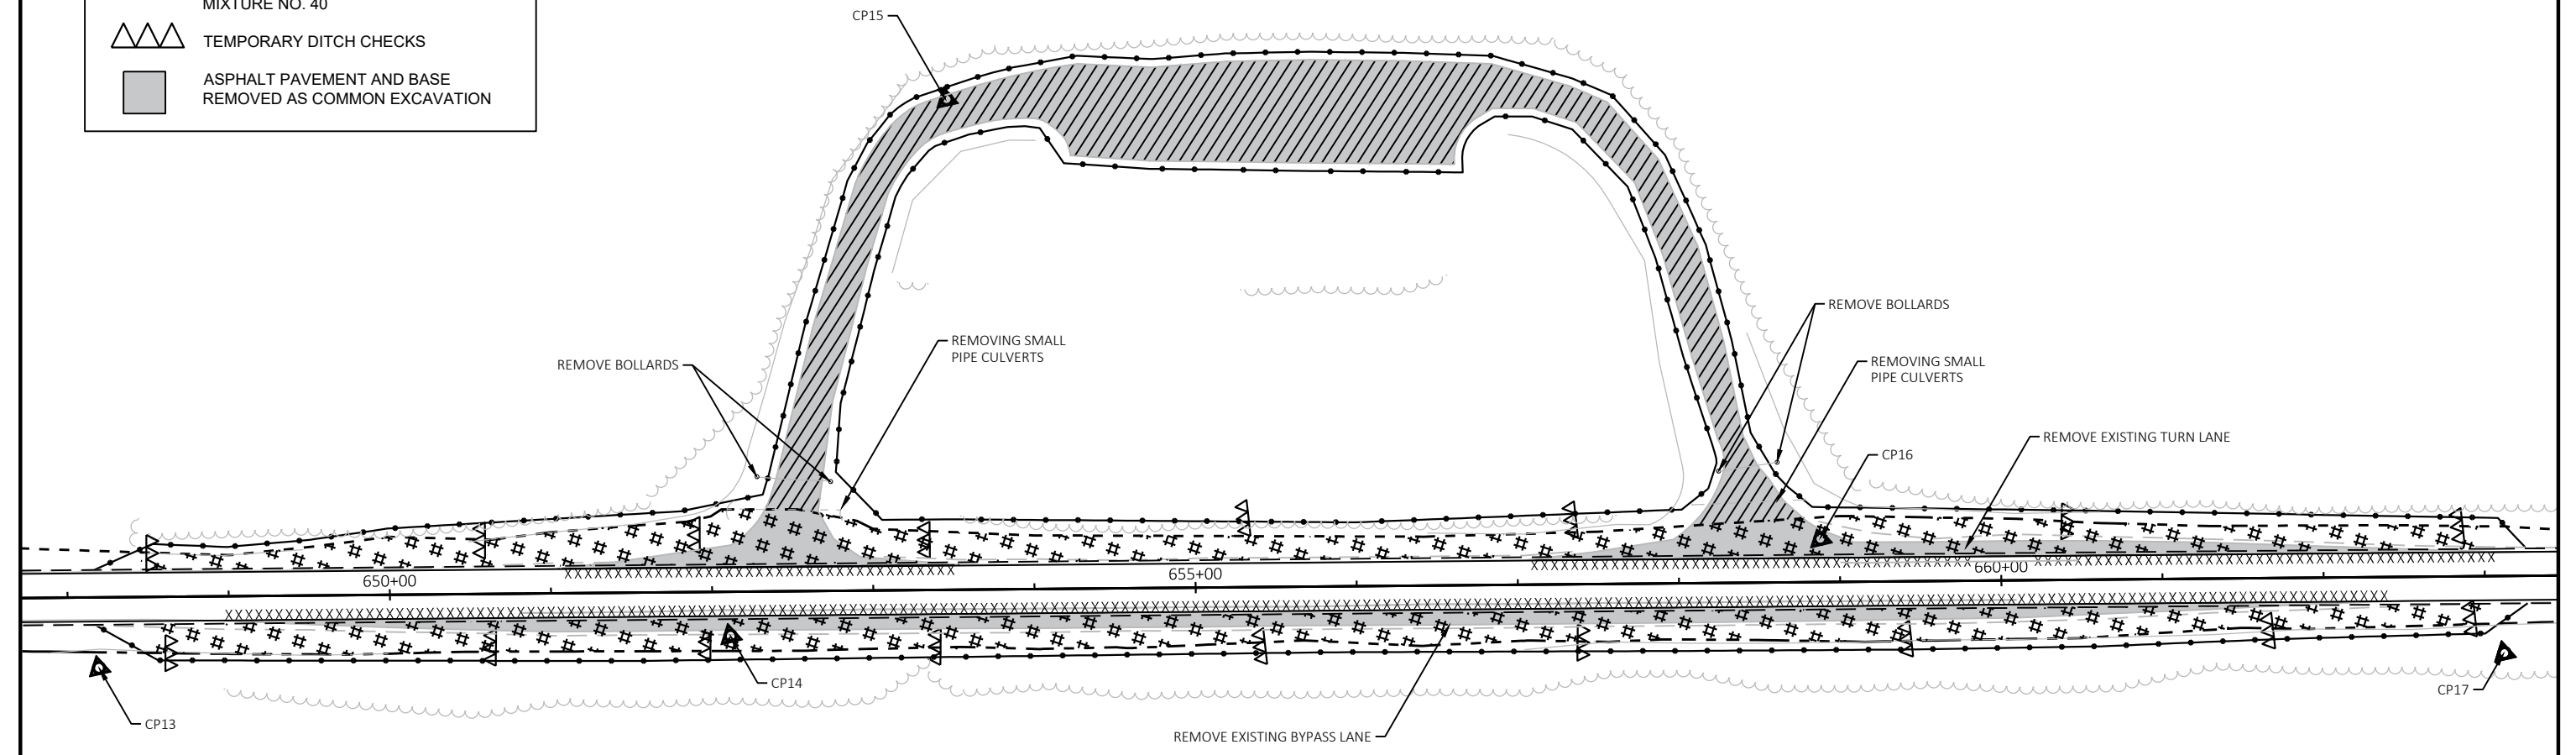 MIXTURE NO. 40
TEMPORARY DITCH CHECKS
ASPHALT PAVEMENT AND BASE
REMOVED AS COMMON EXCAVATION
CP15
REMOVE BOLLARDS
REMOVING SMALL
PIPE CULVERTS
REMOVE BOLLARDS
REMOVING SMALL
PIPE CULVERTS
REMOVE EXISTING TURN LANE
CP16
650+00
655+00
660+00
CP13
CP14
REMOVE EXISTING BYPASS LANE
CP17